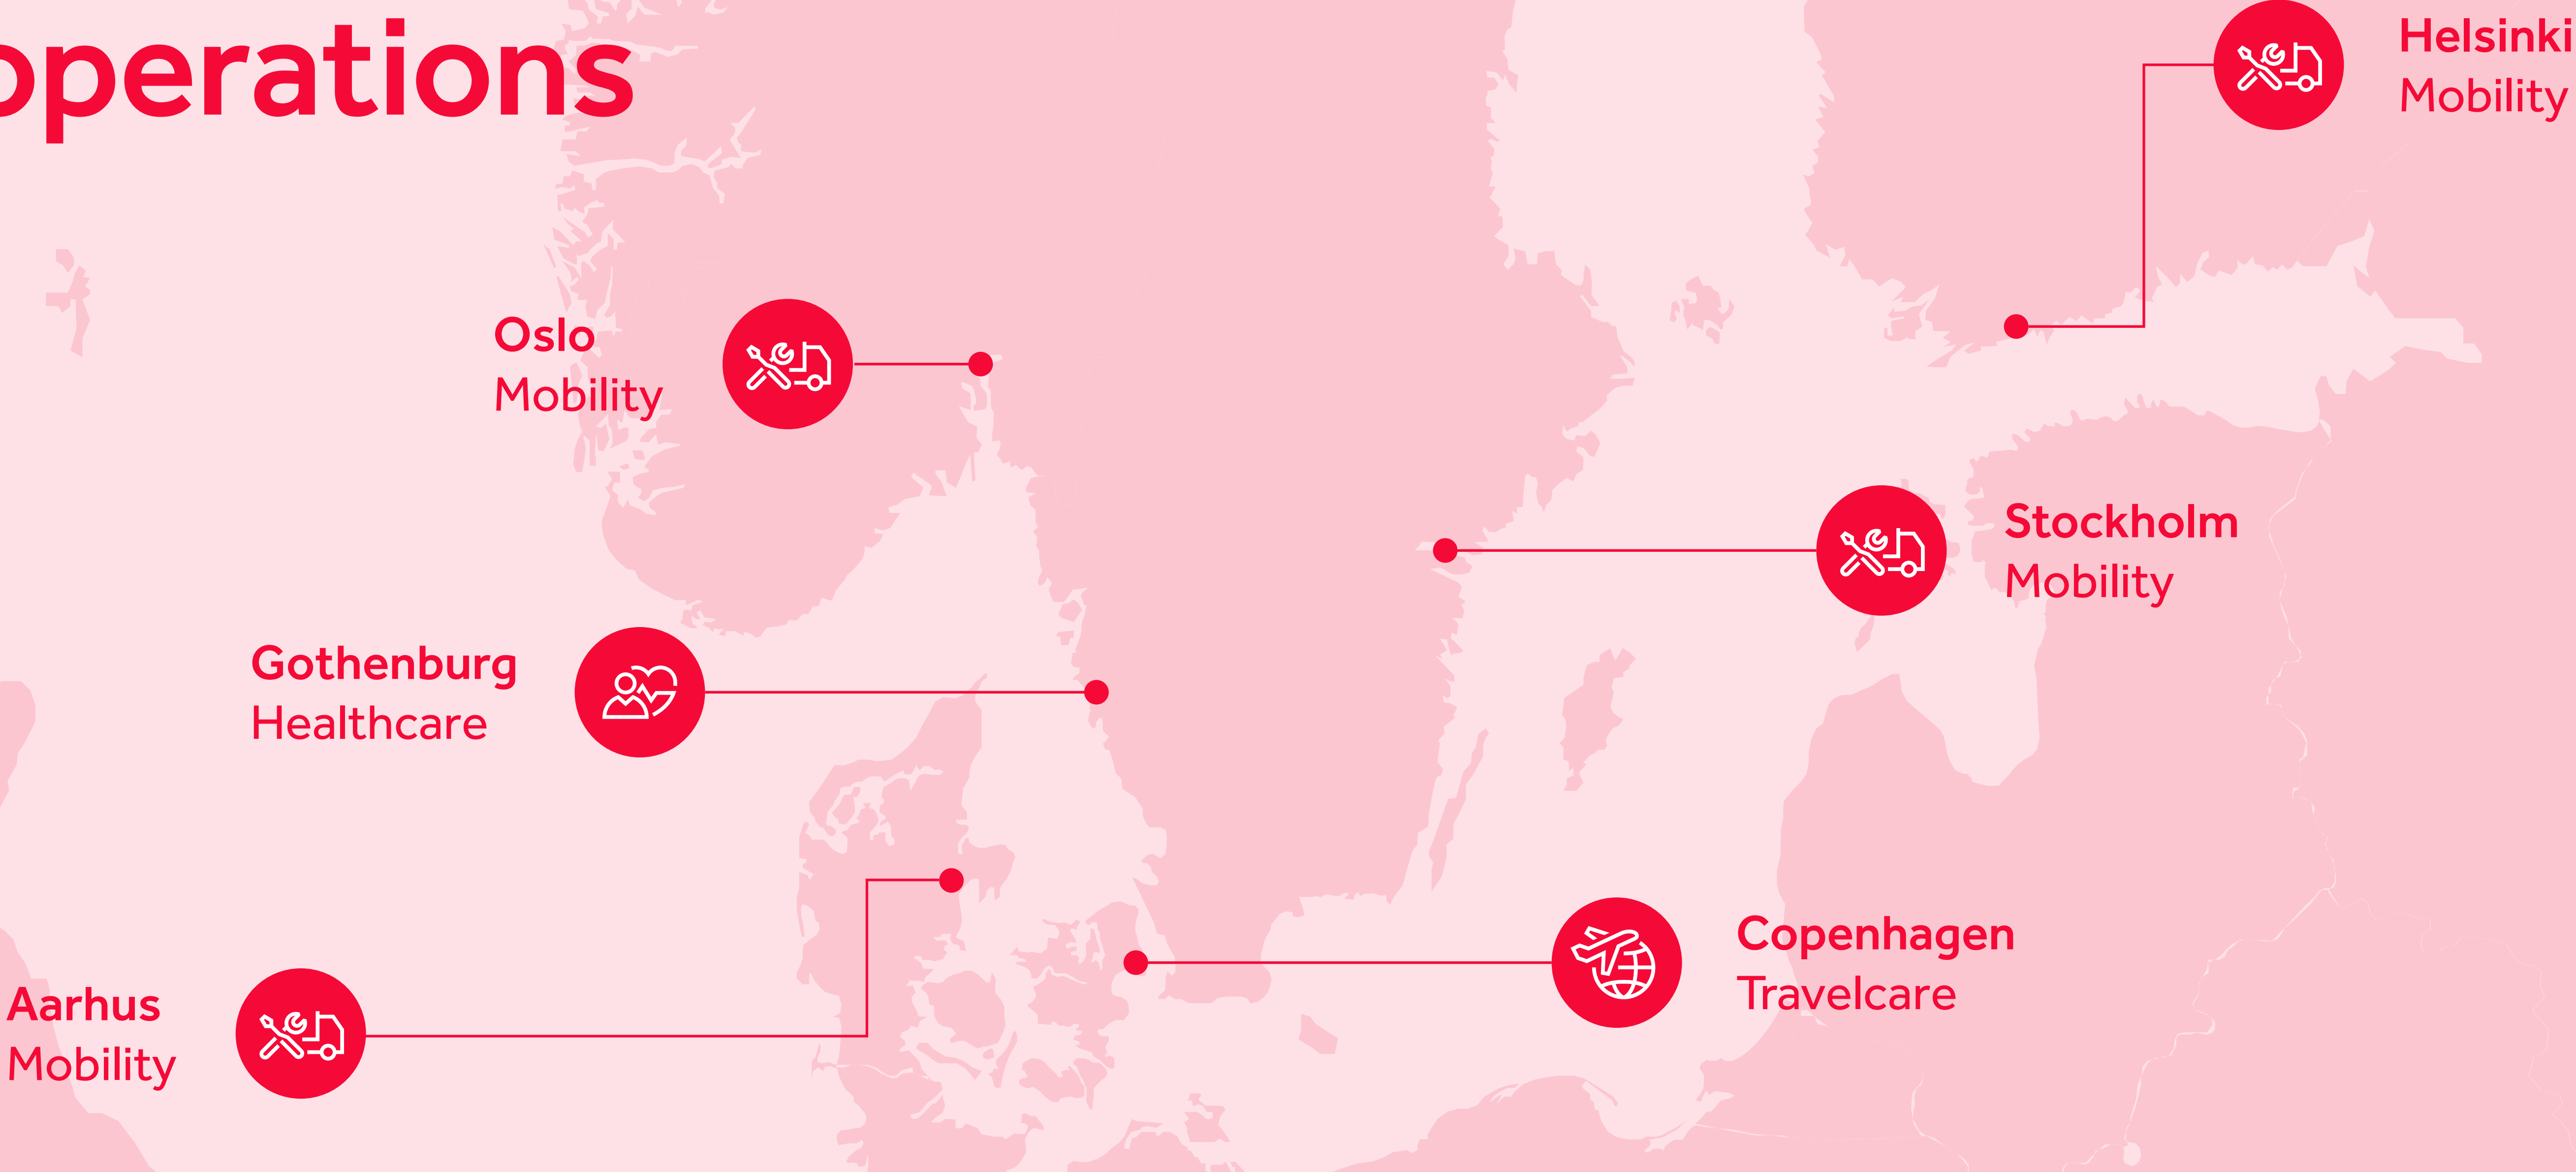 operations
Helsinki
Mobility
Oslo
Mobility
Stockholm
Mobility
Gothenburg
Healthcare
Copenhagen
Travelcare
Aarhus
Mobility